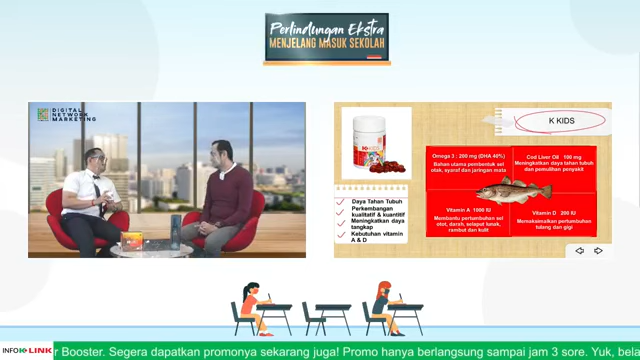 Perlindungan Ekstra
MENJELANG MASUK SEKOLAH
DIGITAL
NETWORK
MARKETING
K KIDS
Omega 3 : 200 mg (DHA 40%)
Bahan utama pembentuk sel
otak, syaraf dan jaringan mata
Cod Liver Oil 100 mg
Meningkatkan daya tahan tubuh
dan pemulihan penyakit
Vitamin A 1000 IU
Membantu pertumbuhan sel
otot, darah, selaput lunak,
rambut dan kulit
Vitamin D 200 IU
Memaksimalkan pertumbuhan
tulang dan gigi
Daya Tahan Tubuh
Perkembangan
kualitatif & kuantitif
Meningkatkan daya
tangkap
Kebutuhan vitamin
A & D
INFO K LINK
r Booster. Segera dapatkan promonya sekarang juga! Promo hanya berlangsung sampai jam 3 sore. Yuk, bela